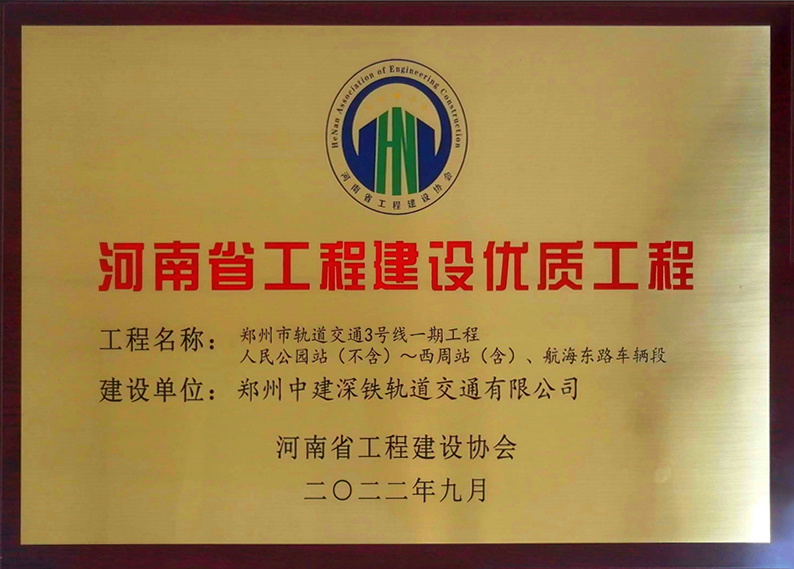 HeNan Association of Engineering Construction
河南省工程建设协会
HN
河南省工程建设优质工程
工程名称：郑州市轨道交通3号线一期工程
人民公园站（不含）～西周站（含）、航海东路车辆段
建设单位：郑州中建深铁轨道交通有限公司
河南省工程建设协会
二〇二二年九月